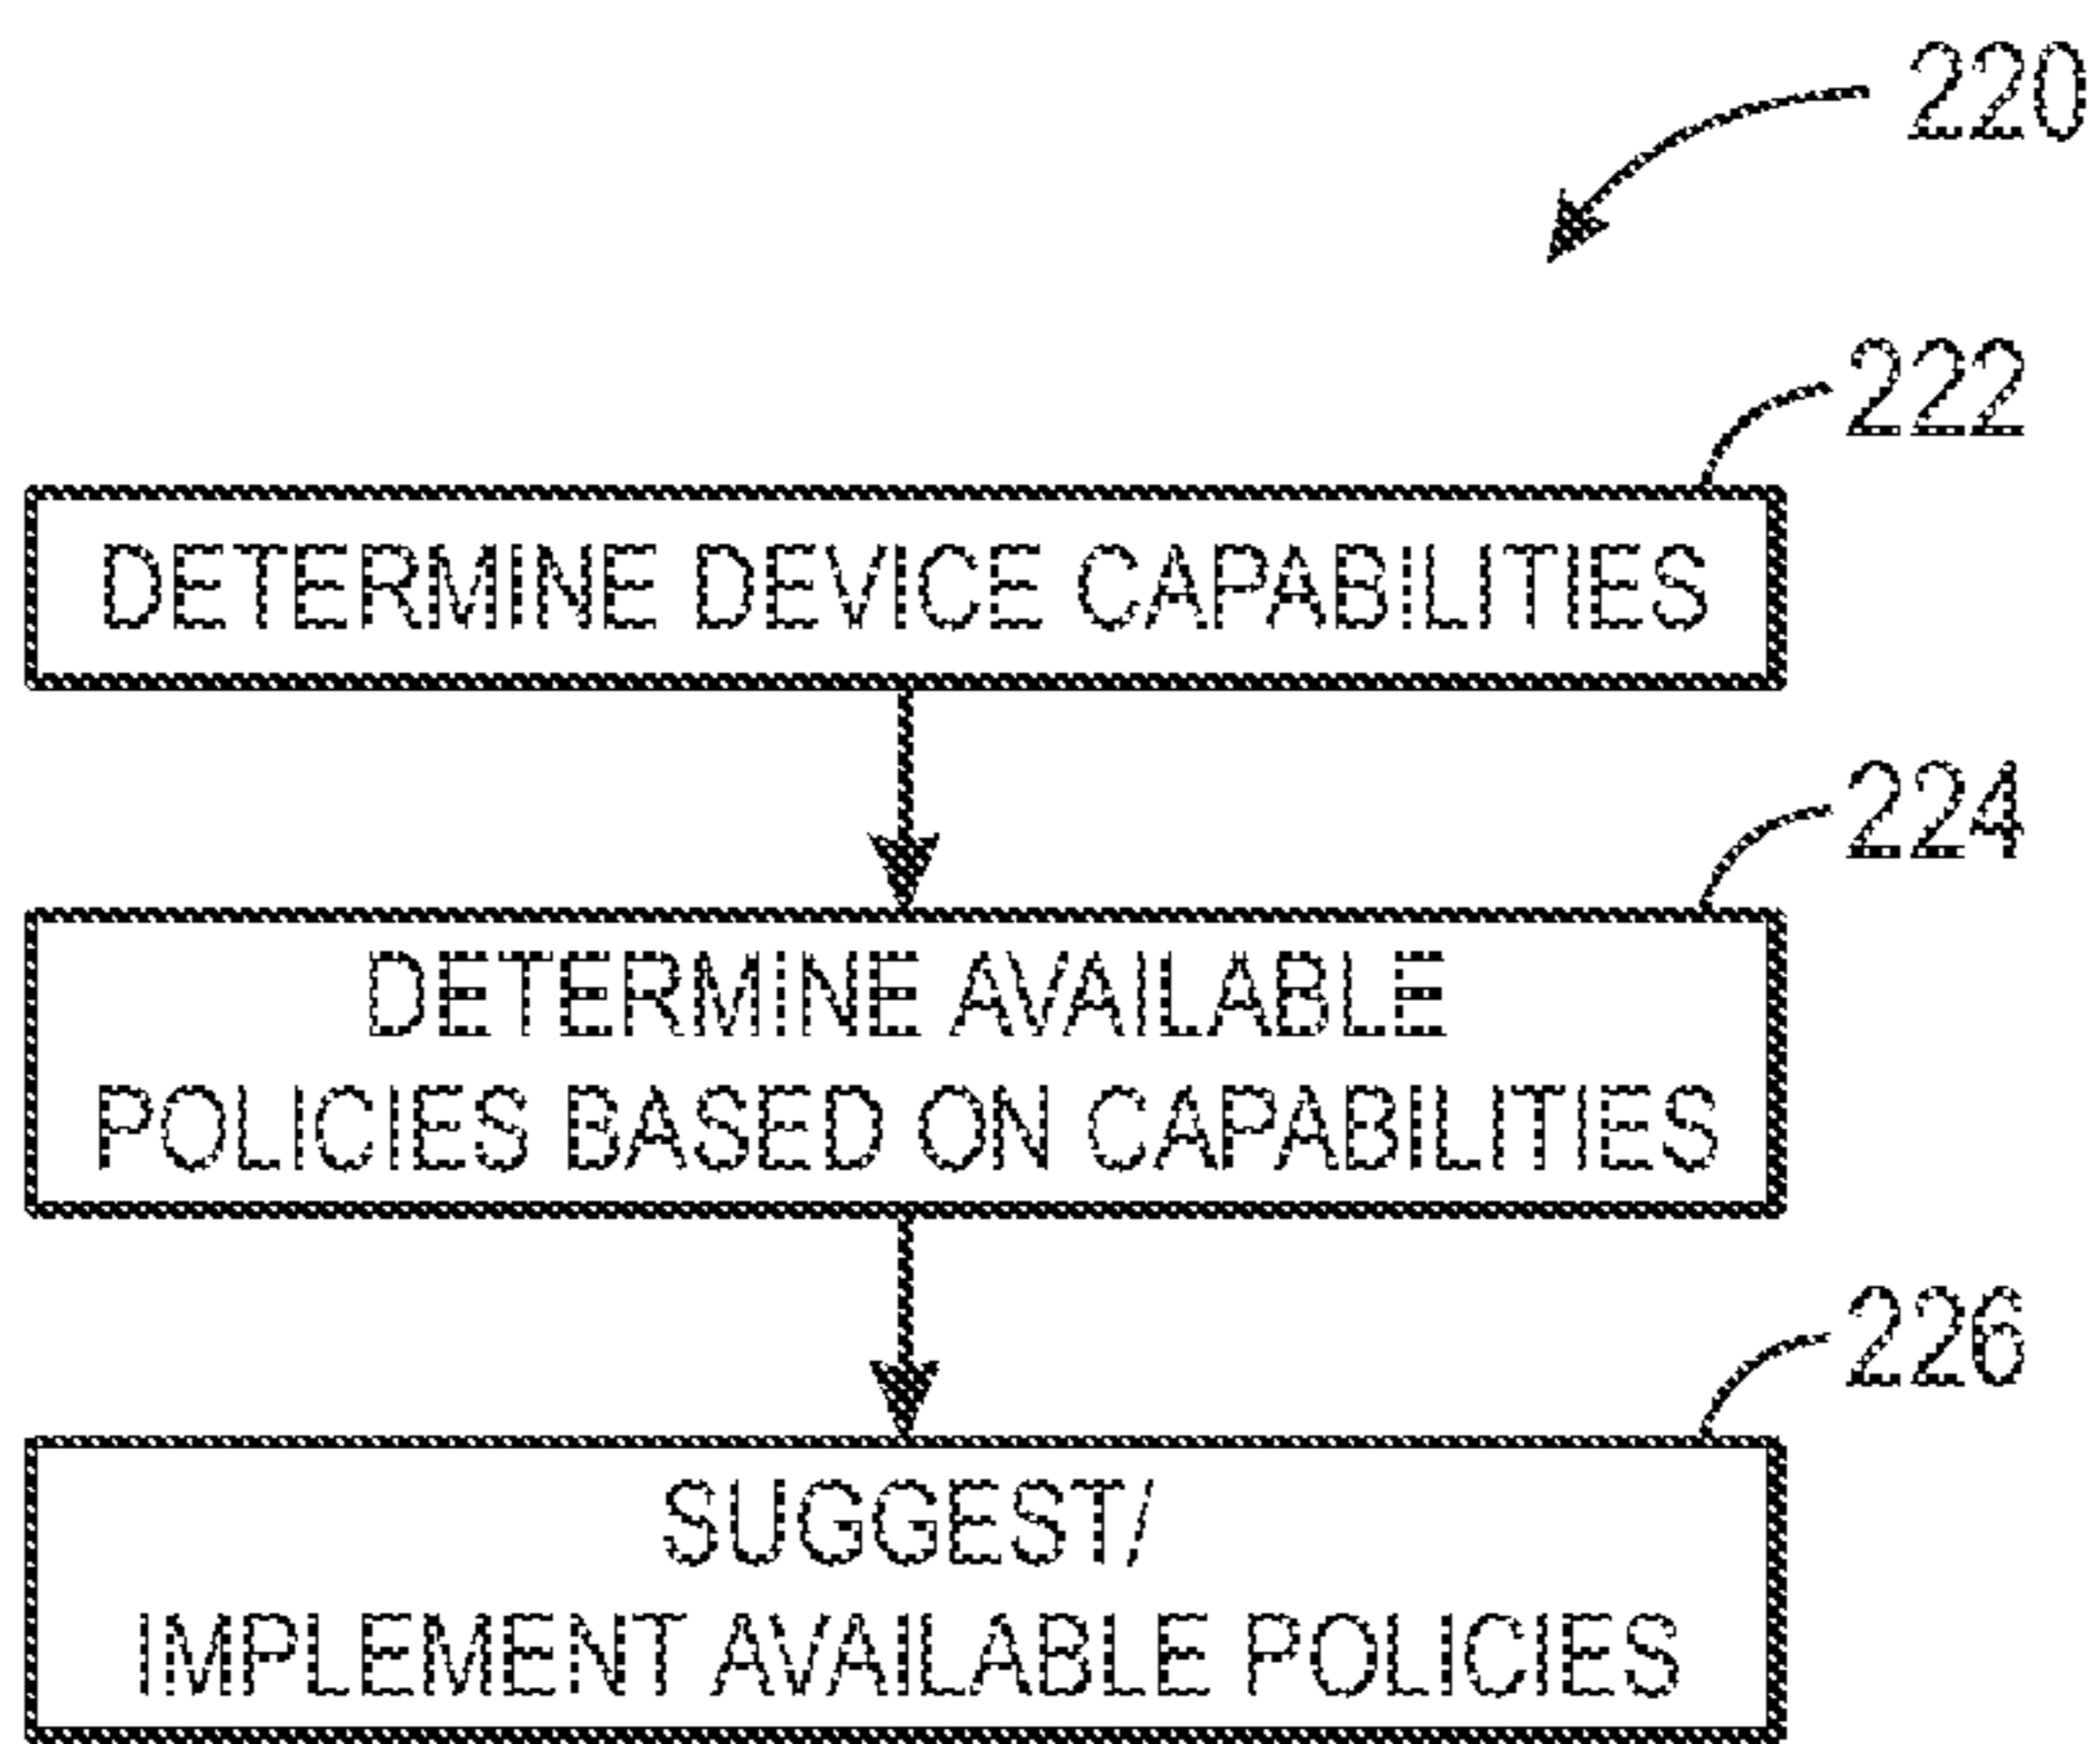 220
222
DETERMINE DEVICE CAPABILITIES
224
DETERMINE AVAILABLE
POLICIES BASED ON CAPABILITIES
226
SUGGEST/
IMPLEMENT AVAILABLE POLICIES